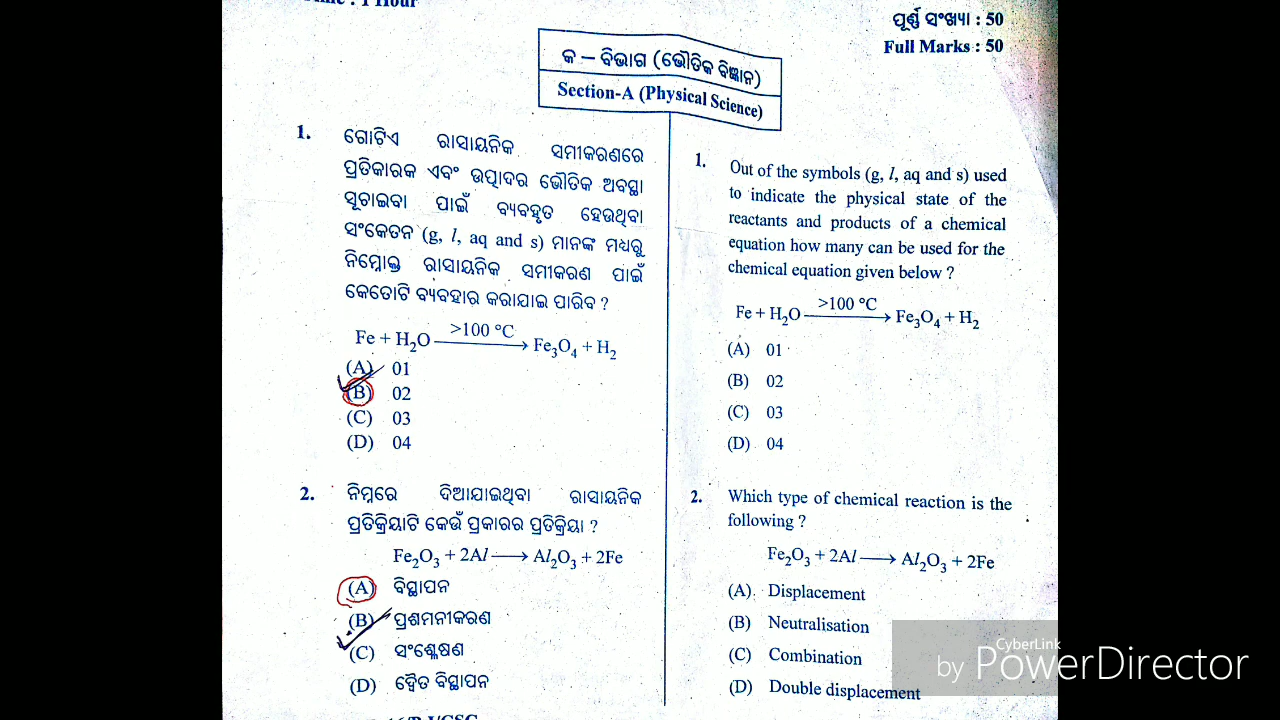 : 1 Hour
ପୂର୍ଣ୍ଣ ସଂଖ୍ୟା : 50
Full Marks : 50
କ – ବିଭାଗ (ଭୌତିକ ବିଜ୍ଞାନ)
Section-A (Physical Science)
1. ଗୋଟିଏ ରାସାୟନିକ ସମୀକରଣରେ
ପ୍ରତିକାରକ ଏବଂ ଉତ୍ପାଦର ଭୌତିକ ଅବସ୍ଥା
ସୂଚାଇବା ପାଇଁ ବ୍ୟବହୃତ ହେଉଥିବା
ସଂକେତନ (g, l, aq and s) ମାନଙ୍କ ମଧ୍ୟରୁ
ନିମ୍ନୋକ୍ତ ରାସାୟନିକ ସମୀକରଣ ପାଇଁ
କେତୋଟି ବ୍ୟବହାର କରାଯାଇ ପାରିବ ?
Fe + H₂O >100 °C ⟶ Fe₃O₄ + H₂
(A) 01
(B) 02
(C) 03
(D) 04
2. ନିମ୍ନରେ ଦିଆଯାଇଥିବା ରାସାୟନିକ
ପ୍ରତିକ୍ରିୟାଟି କେଉଁ ପ୍ରକାରର ପ୍ରତିକ୍ରିୟା ?
Fe₂O₃ + 2Al ⟶ Al₂O₃ + 2Fe
(A) ବିସ୍ଥାପନ
(B) ପ୍ରଶମନୀକରଣ
(C) ସଂଶ୍ଳେଷଣ
(D) ଦ୍ୱୈତ ବିସ୍ଥାପନ
1. Out of the symbols (g, l, aq and s) used
to indicate the physical state of the
reactants and products of a chemical
equation how many can be used for the
chemical equation given below ?
Fe + H₂O >100 °C ⟶ Fe₃O₄ + H₂
(A) 01
(B) 02
(C) 03
(D) 04
2. Which type of chemical reaction is the
following ?
Fe₂O₃ + 2Al ⟶ Al₂O₃ + 2Fe
(A) Displacement
(B) Neutralisation
(C) Combination
(D) Double displacement
CyberLink
by PowerDirector